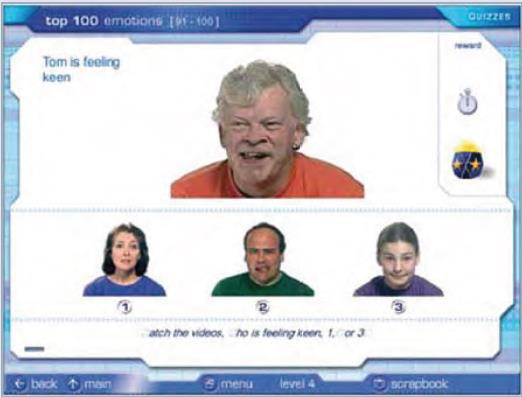 top 100 emotions [91 - 100]
QUIZZES
reward
Tom is feeling
keen
1
2
3
atch the videos, ho is feeling keen, 1, or 3
back
main
menu
level 4
scrapbook